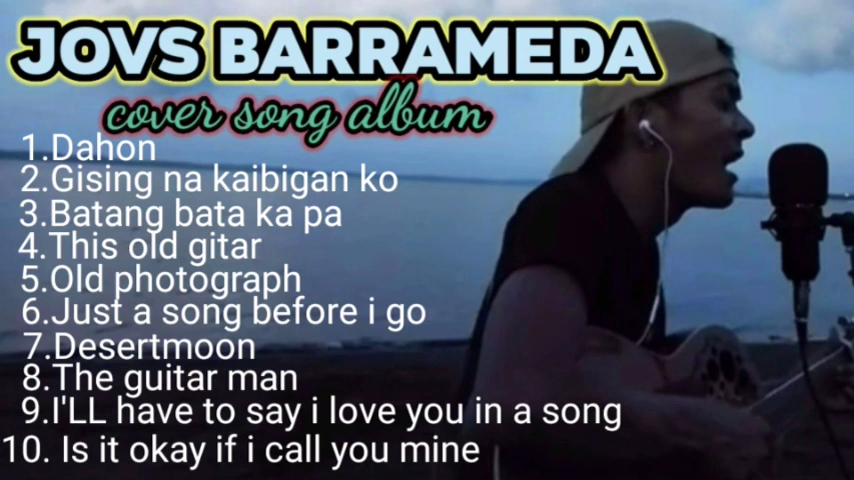 JOVS BARRAMEDA
cover song album
1.Dahon
2.Gising na kaibigan ko
3.Batang bata ka pa
4.This old gitar
5.Old photograph
6.Just a song before i go
7.Desertmoon
8.The guitar man
9.I'LL have to say i love you in a song
10. Is it okay if i call you mine